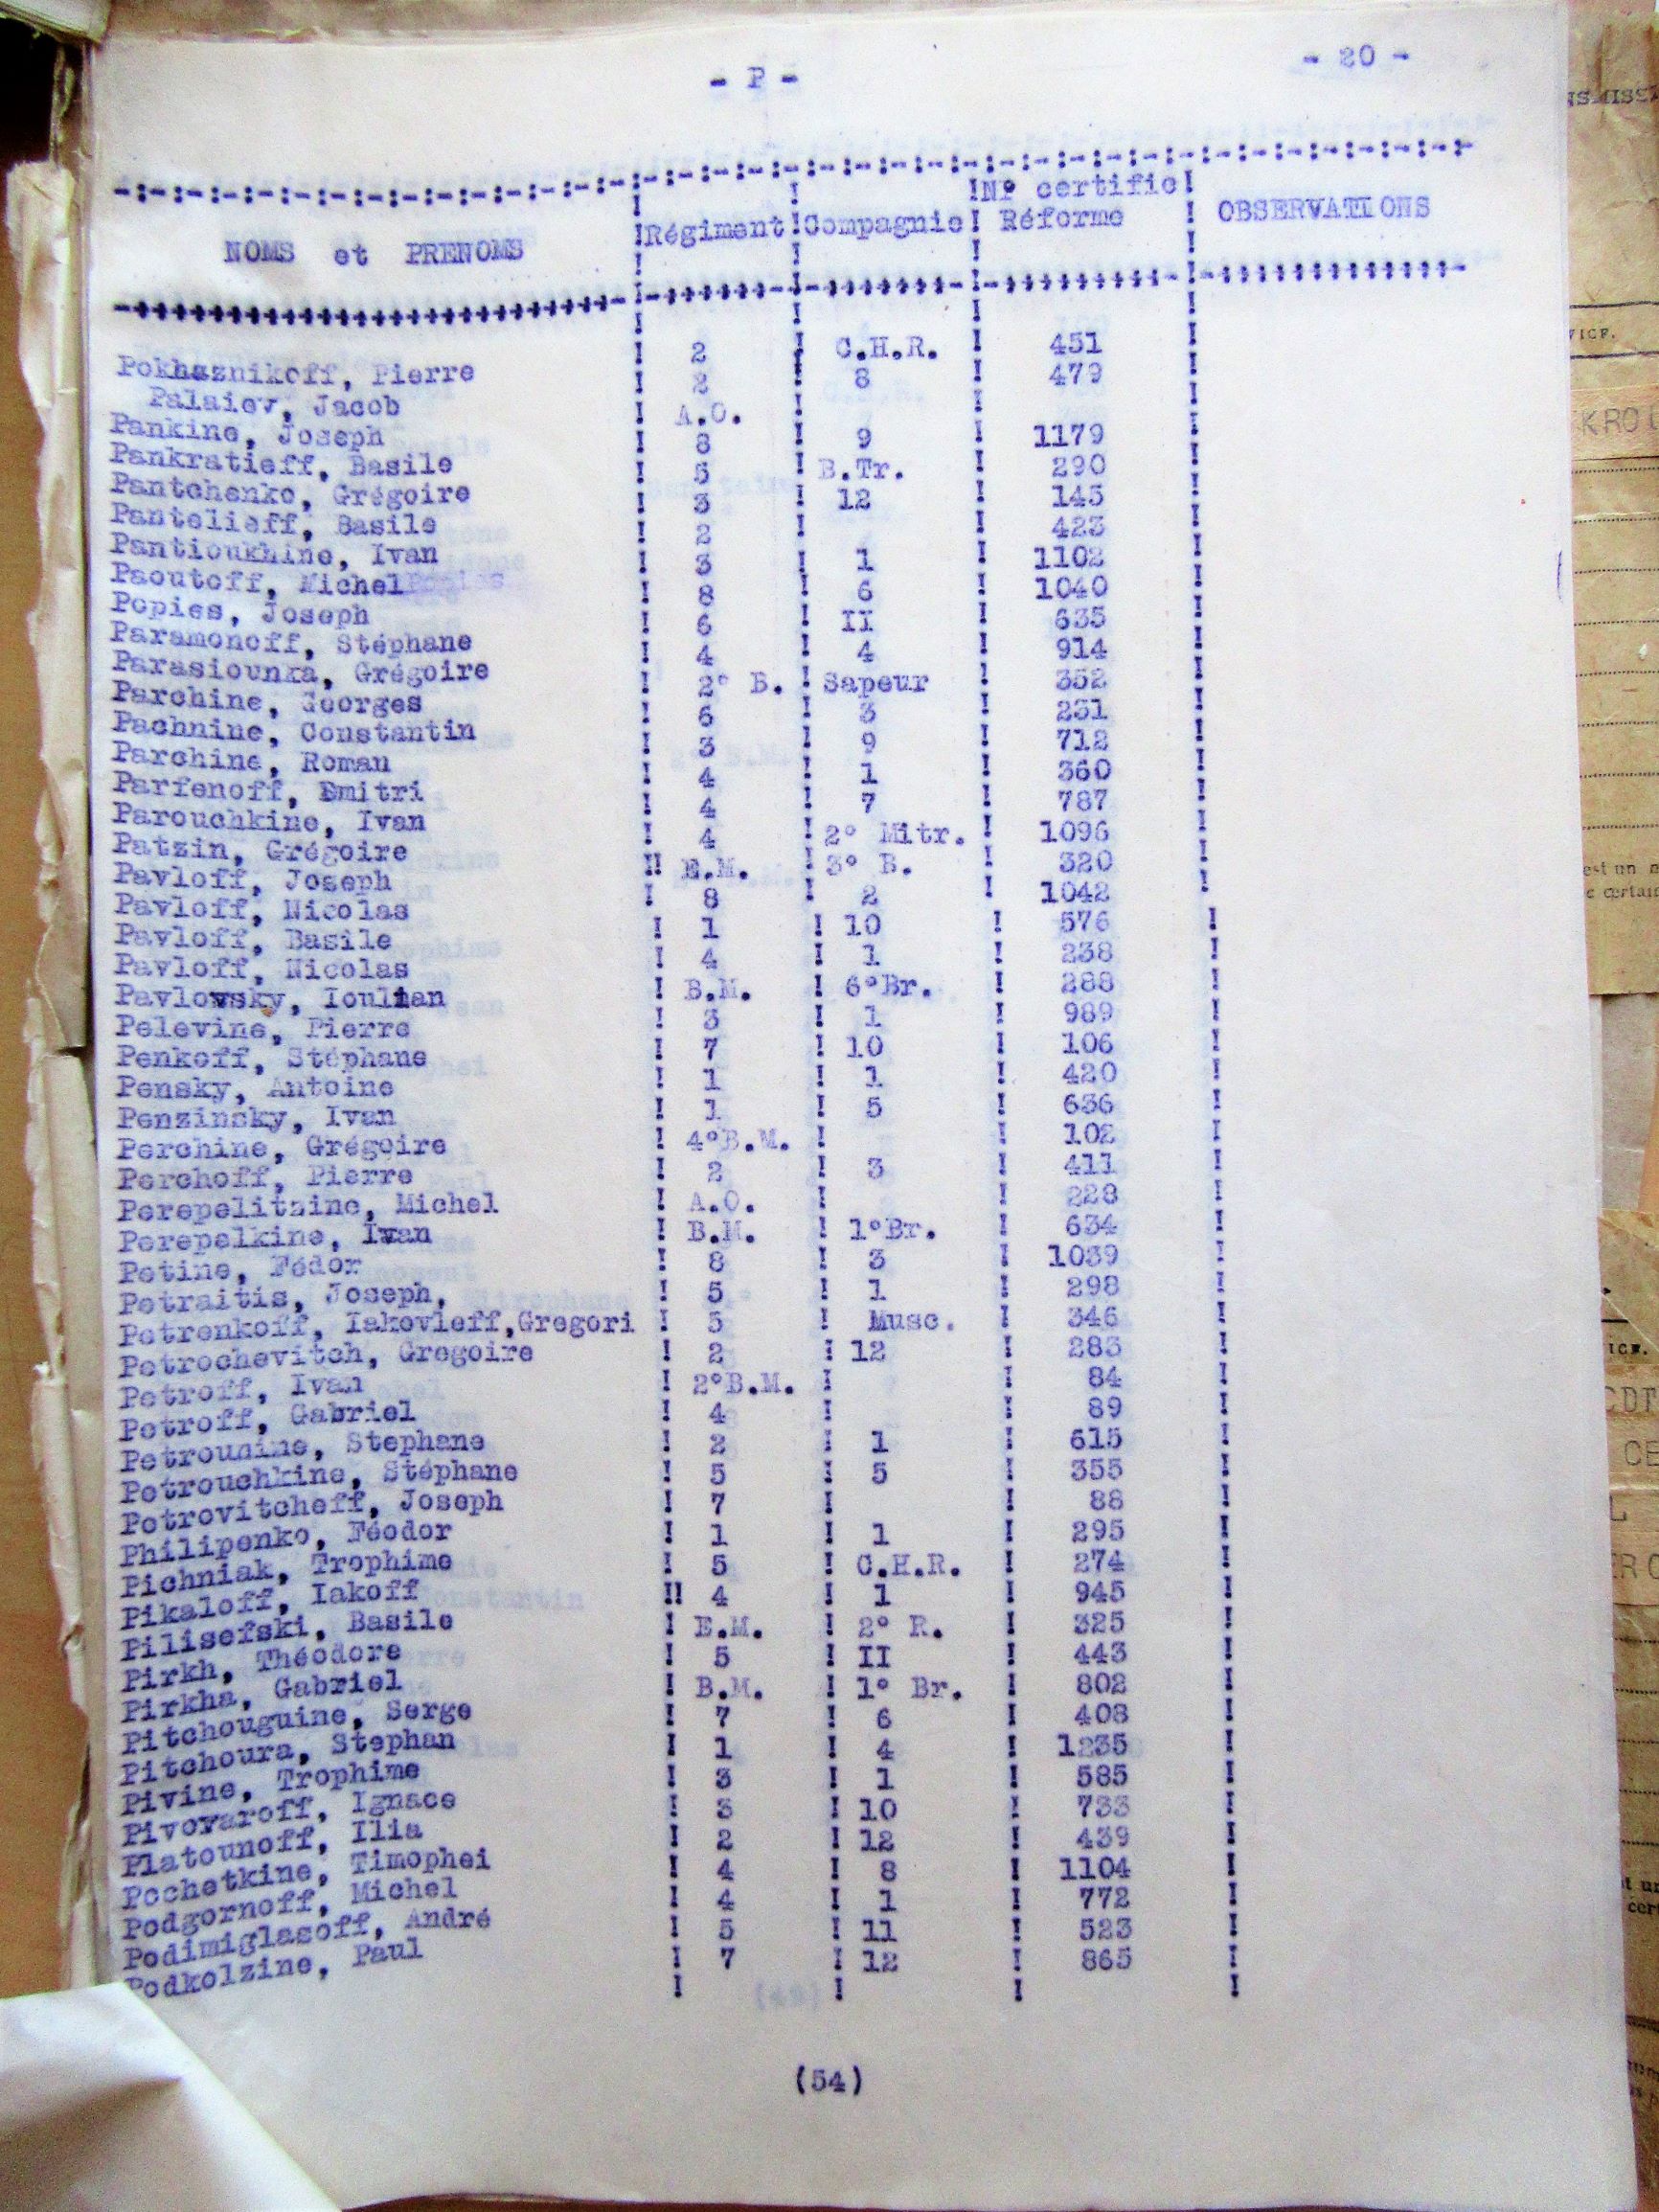 - P -
- 20 -
NOMS et PRENOMS Régiment Compagnie Nº certific Réforme OBSERVATIONS
Pokhaznikoff, Pierre 2 C.H.R. 451
Palaiev, Jacob 2 8 479
Pankine, Joseph A.O.
Pankratieff, Basile 8 9 1179
Pantchenko, Grégoire 5 B.Tr. 290
Pantelieff, Basile 3 12 145
Pantioukhine, Ivan 2 423
Paoutoff, Michel 3 1 1102
Popies, Joseph 8 6 1040
Paramonoff, Stéphane 6 II 635
Parasiounka, Grégoire 4 4 914
Parchine, Georges 2° B. Sapeur 352
Pachnine, Constantin 6 3 231
Parchine, Roman 3 9 712
Parfenoff, Dmitri 4 1 360
Parouchkine, Ivan 4 7 787
Patzin, Grégoire 4 2° Mitr. 1096
Pavloff, Joseph E.M. 3° B. 320
Pavloff, Nicolas 8 2 1042
Pavloff, Basile 1 10 576
Pavloff, Nicolas 4 1 238
Pavlovsky, Ioulian B.M. 6°Br. 288
Pelevine, Pierre 3 1 989
Penkoff, Stéphane 7 10 106
Pensky, Antoine 1 1 420
Penzinsky, Ivan 1 5 636
Perchine, Grégoire 4°B.M. 102
Perchoff, Pierre 2 3 411
Perepelitzine, Michel A.O. 228
Perepelkine, Ivan B.M. 1°Br. 634
Petine, Fédor 8 3 1039
Petraitis, Joseph, 5 1 298
Petrenkoff, Iakovleff,Gregori 5 Musc. 346
Petrochevitch, Gregoire 2 12 283
Petroff, Ivan 2°B.M. 84
Petroff, Gabriel 4 89
Petrounine, Stephane 2 1 615
Petrouchkine, Stéphane 5 5 355
Petrovitcheff, Joseph 7 88
Philipenko, Féodor 1 1 295
Pichniak, Trophime 5 C.H.R. 274
Pikaloff, Iakoff 4 1 945
Pilisefski, Basile E.M. 2° R. 325
Pirkh, Théodore 5 II 443
Pirkha, Gabriel B.M. 1° Br. 802
Pitchouguine, Serge 7 6 408
Pitchoura, Stephan 1 4 1235
Pivine, Trophime 3 1 585
Pivovaroff, Ignace 3 10 733
Platounoff, Ilia 2 12 439
Pochetkine, Timophei 4 8 1104
Podgornoff, Michel 4 1 772
Podimiglasoff, André 5 11 523
Podkolzine, Paul 7 12 865
(54)